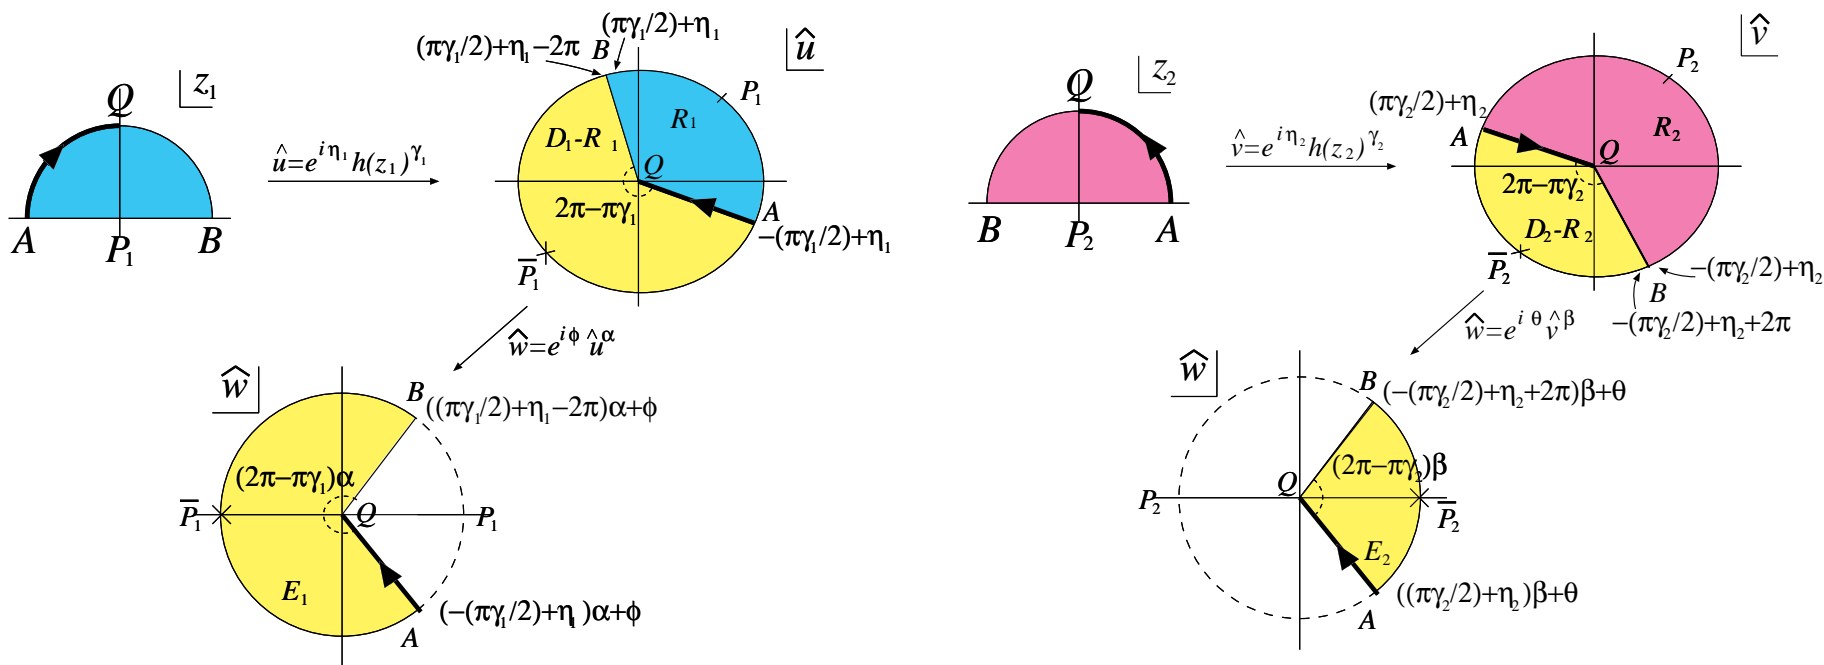 z₁
Q
A
P₁
B
û=e^{iη₁}h(z₁)^{γ₁}
(πγ₁/2)+η₁−2π
B
(πγ₁/2)+η₁
û
P₁
R₁
D₁-R₁
Q
2π−πγ₁
A
−(πγ₁/2)+η₁
P̅₁
ŵ=e^{iϕ}û^α
ŵ
B
((πγ₁/2)+η₁−2π)α+ϕ
(2π−πγ₁)α
P̅₁
Q
P₁
E₁
A
(−(πγ₁/2)+η₁)α+ϕ
z₂
Q
B
P₂
A
v̂=e^{iη₂}h(z₂)^{γ₂}
v̂
P₂
(πγ₂/2)+η₂
A
R₂
Q
2π−πγ₂
D₂-R₂
P̅₂
B
−(πγ₂/2)+η₂
−(πγ₂/2)+η₂+2π
ŵ=e^{iθ}v̂^β
ŵ
B
(−(πγ₂/2)+η₂+2π)β+θ
(2π−πγ₂)β
Q
P₂
P̅₂
E₂
A
((πγ₂/2)+η₂)β+θ